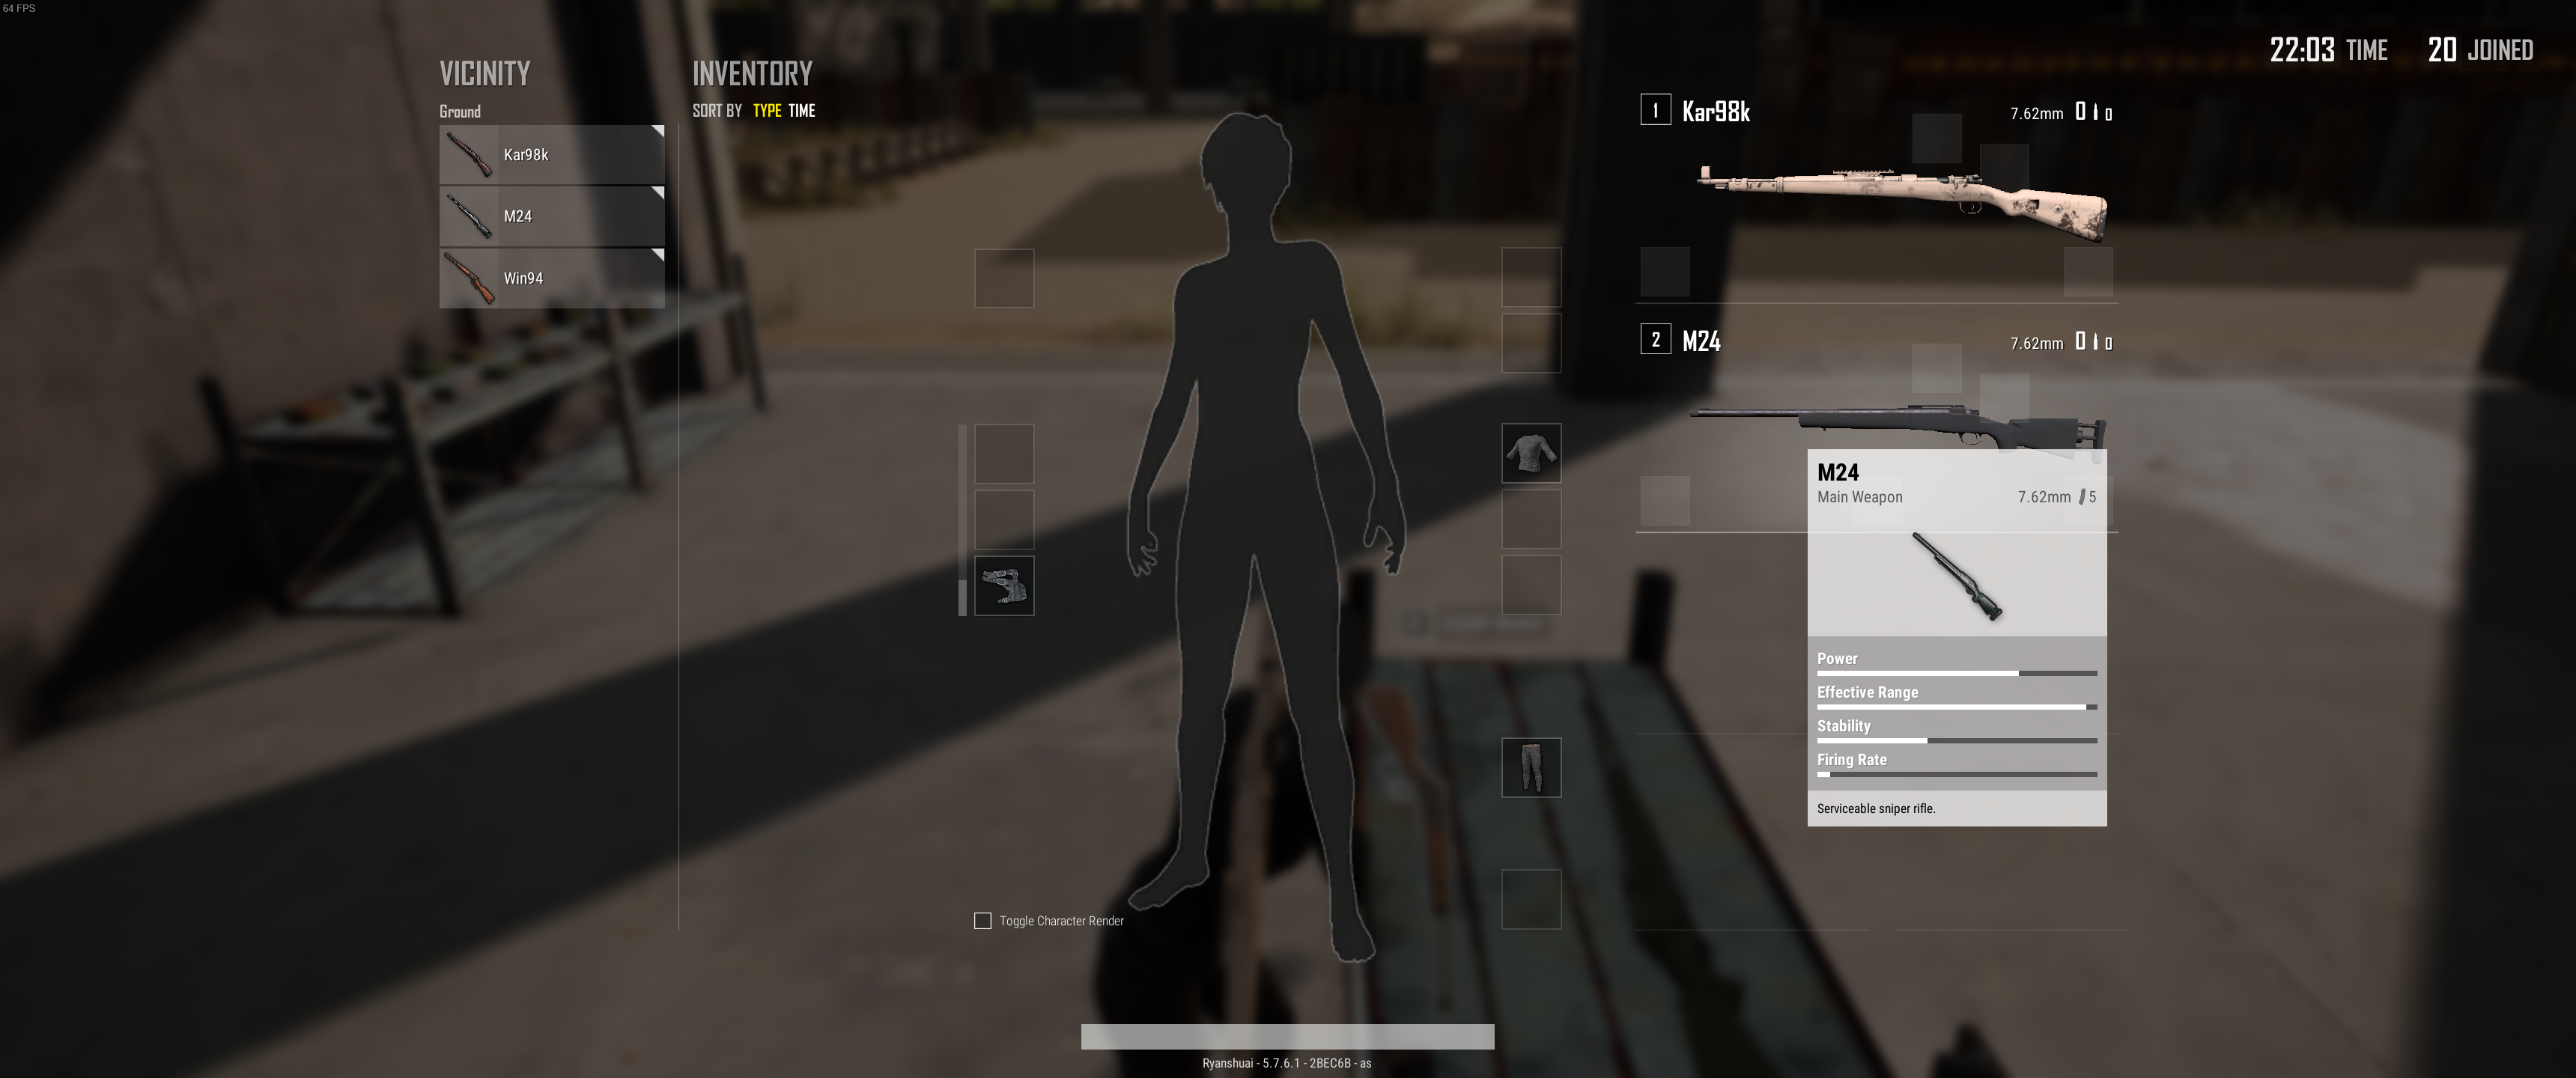 64 FPS
22:03 TIME 20 JOINED
VICINITY
Ground
Kar98k
M24
Win94
INVENTORY
SORT BY TYPE TIME
Toggle Character Render
1 Kar98k 7.62mm 0 0
2 M24 7.62mm 0 0
M24
Main Weapon 7.62mm 5
Power
Effective Range
Stability
Firing Rate
Serviceable sniper rifle.
Ryanshuai - 5.7.6.1 - 2BEC6B - as